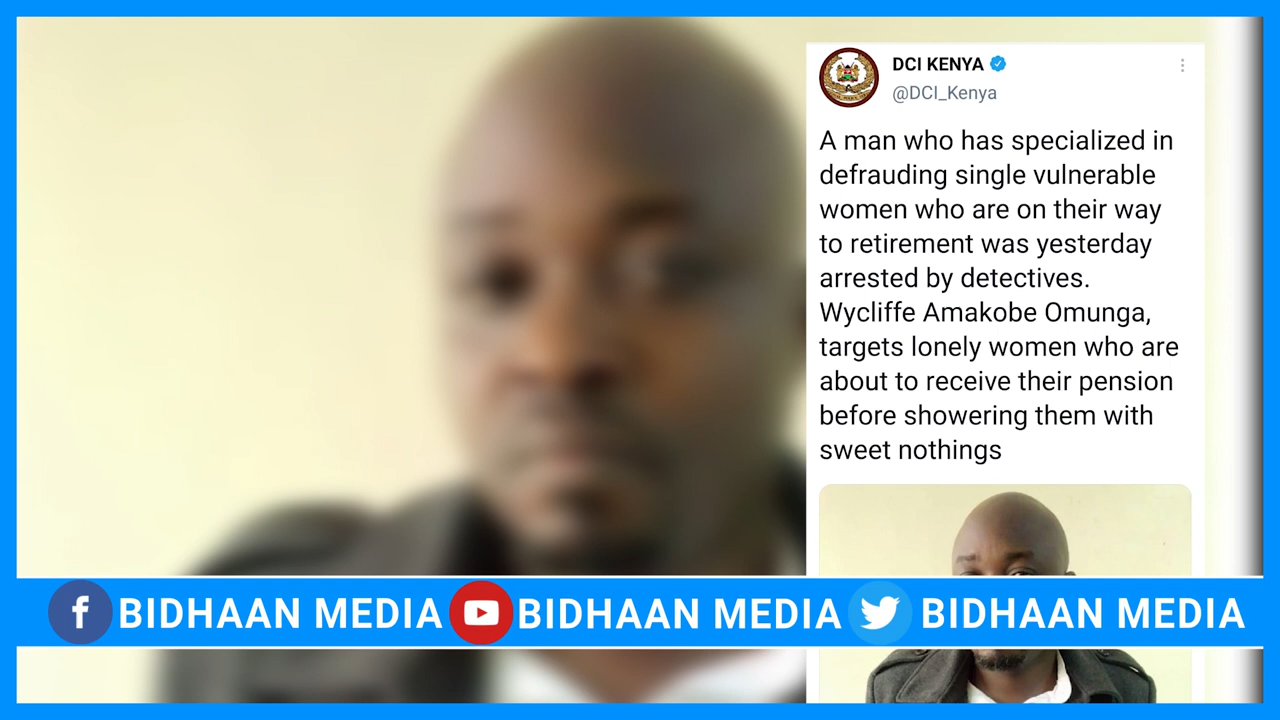 DCI KENYA
@DCI_Kenya
A man who has specialized in
defrauding single vulnerable
women who are on their way
to retirement was yesterday
arrested by detectives.
Wycliffe Amakobe Omunga,
targets lonely women who are
about to receive their pension
before showering them with
sweet nothings
f BIDHAAN MEDIA BIDHAAN MEDIA BIDHAAN MEDIA